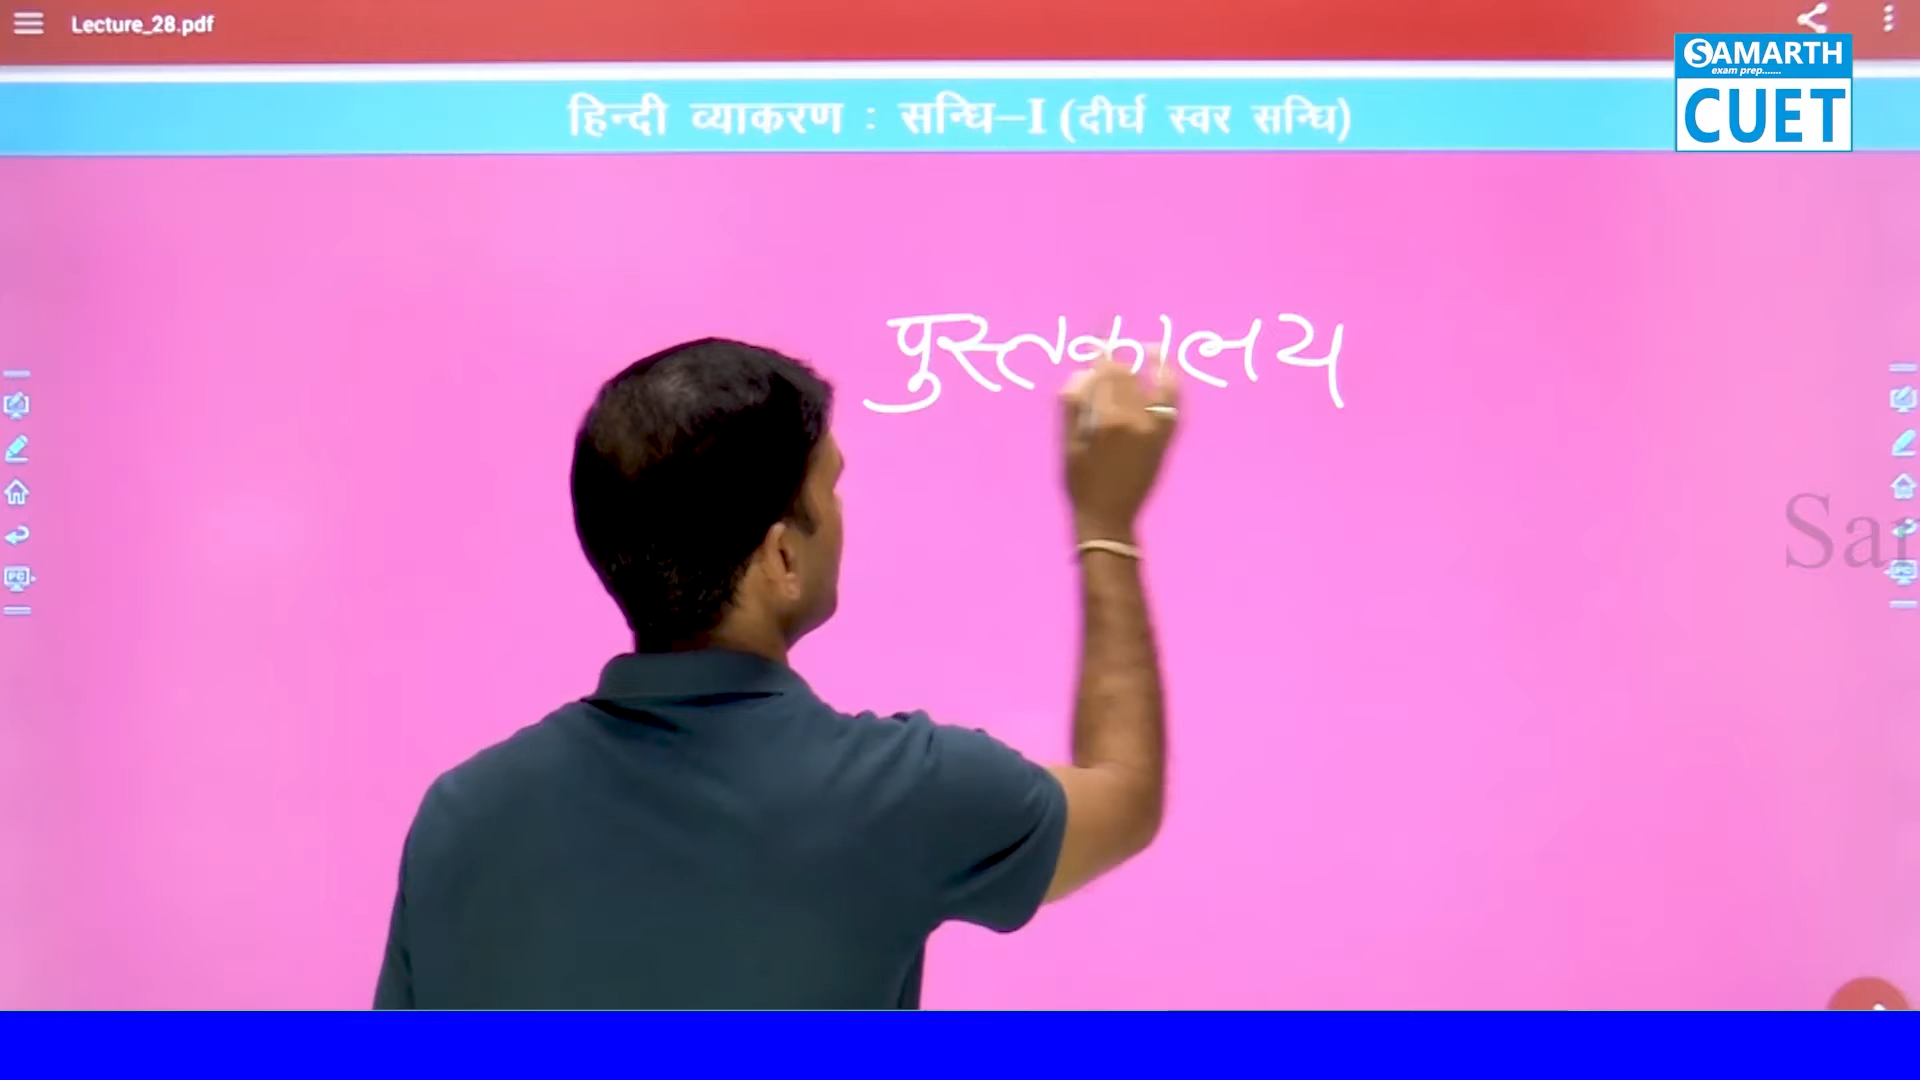 Lecture_28.pdf
SAMARTH
exam prep.......
CUET
हिन्दी व्याकरण : सन्धि–I (दीर्घ स्वर सन्धि)
पुस्तकालय